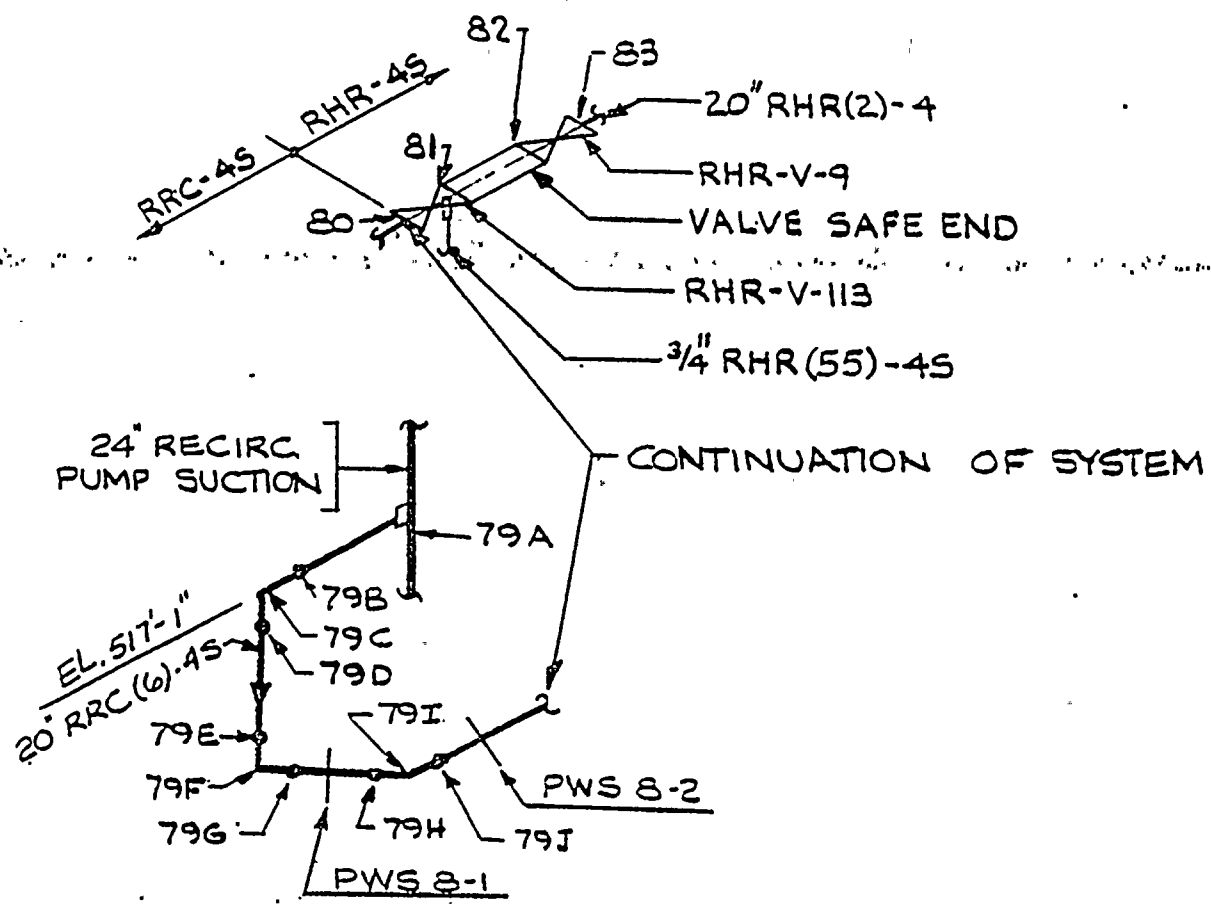 82
83
RHR-4S
20" RHR(2)-4
81
RRC-4S
RHR-V-9
80
VALVE SAFE END
RHR-V-113
3/4" RHR(55)-4S
24" RECIRC
PUMP SUCTION
CONTINUATION OF SYSTEM
79A
79B
79C
EL. 517'-1"
79D
20" RRC(6)-4S
79I
79E
79F
PWS 8-2
79G
79H
79J
PWS 8-1